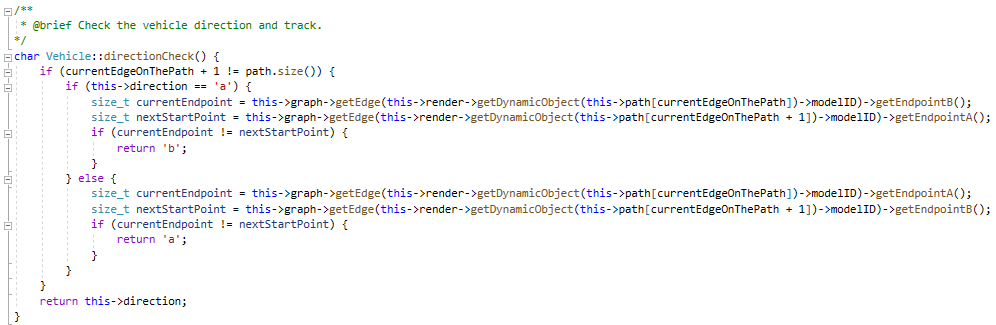 /**
 * @brief Check the vehicle direction and track.
*/
char Vehicle::directionCheck() {
    if (currentEdgeOnThePath + 1 != path.size()) {
        if (this->direction == 'a') {
            size_t currentEndpoint = this->graph->getEdge(this->render->getDynamicObject(this->path[currentEdgeOnThePath])->modelID)->getEndpointB();
            size_t nextStartPoint = this->graph->getEdge(this->render->getDynamicObject(this->path[currentEdgeOnThePath + 1])->modelID)->getEndpointA();
            if (currentEndpoint != nextStartPoint) {
                return 'b';
            }
        } else {
            size_t currentEndpoint = this->graph->getEdge(this->render->getDynamicObject(this->path[currentEdgeOnThePath])->modelID)->getEndpointA();
            size_t nextStartPoint = this->graph->getEdge(this->render->getDynamicObject(this->path[currentEdgeOnThePath + 1])->modelID)->getEndpointB();
            if (currentEndpoint != nextStartPoint) {
                return 'a';
            }
        }
    }
    return this->direction;
}